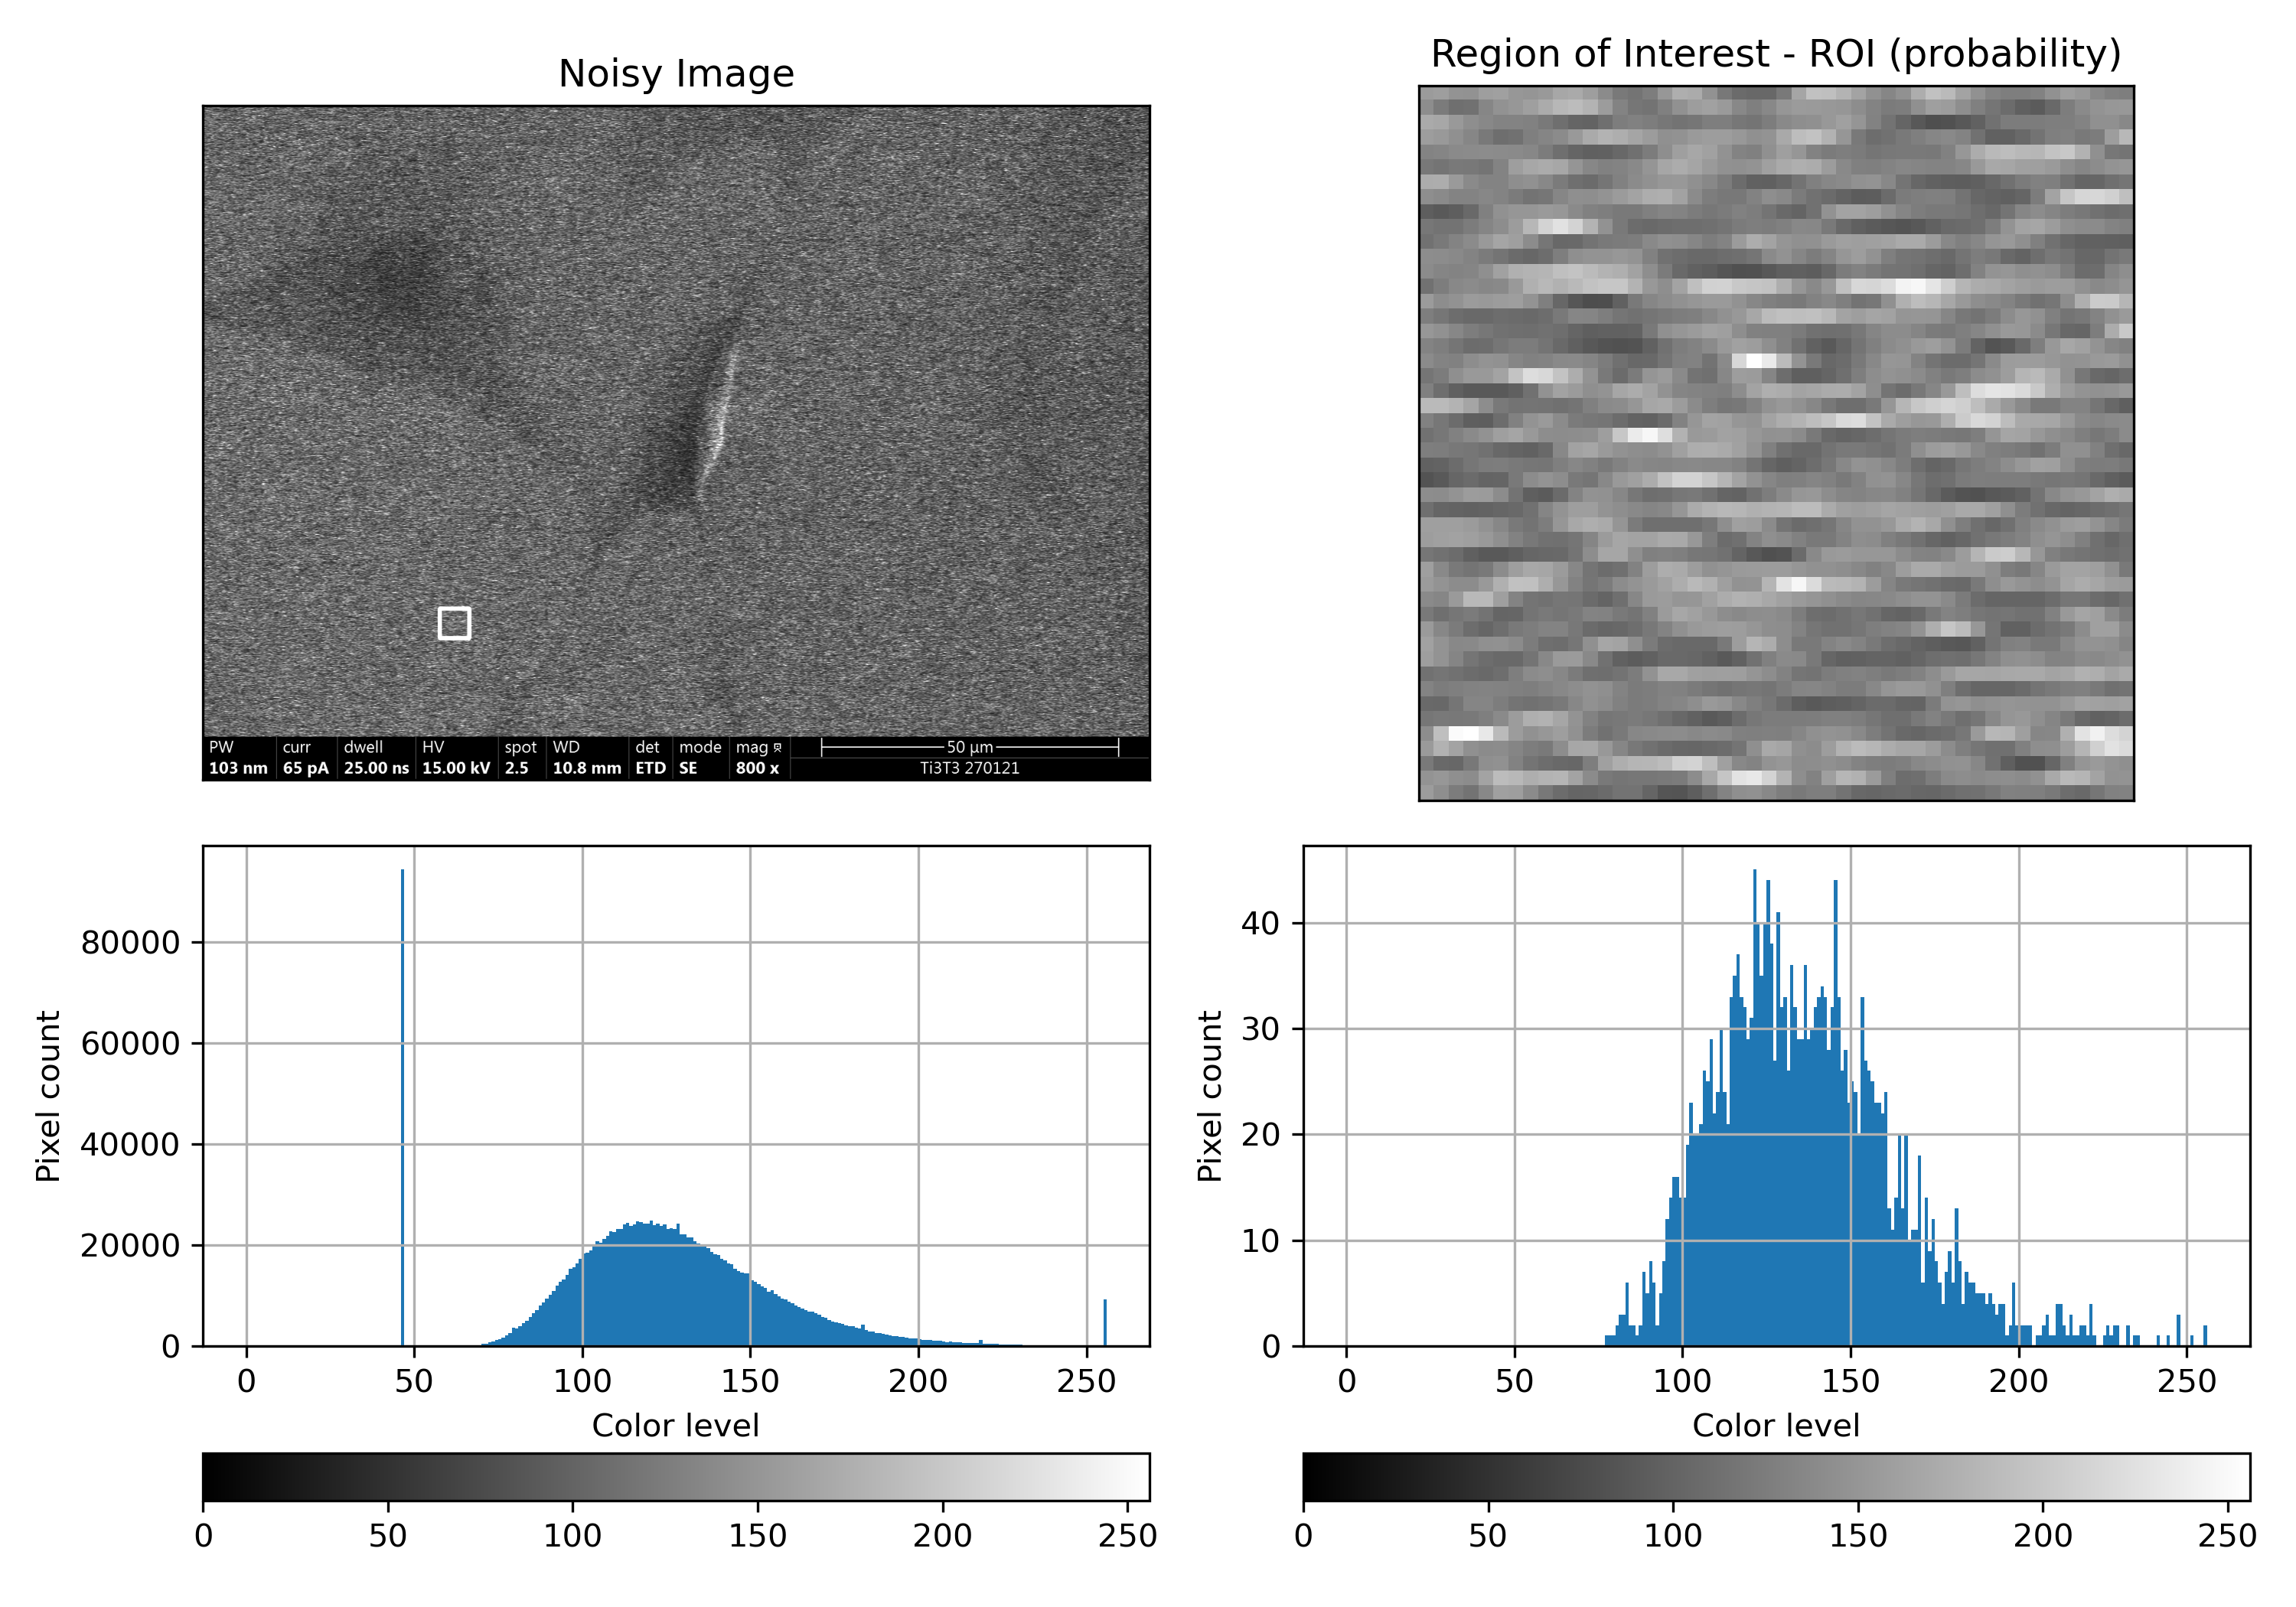 Noisy Image
Region of Interest - ROI (probability)
PW curr dwell HV spot WD det mode mag 50 µm
103 nm 65 pA 25.00 ns 15.00 kV 2.5 10.8 mm ETD SE 800 x Ti3T3 270121
Pixel count
80000
60000
40000
20000
0
0 50 100 150 200 250
Color level
0 50 100 150 200 250
Pixel count
40
30
20
10
0
0 50 100 150 200 250
Color level
0 50 100 150 200 250